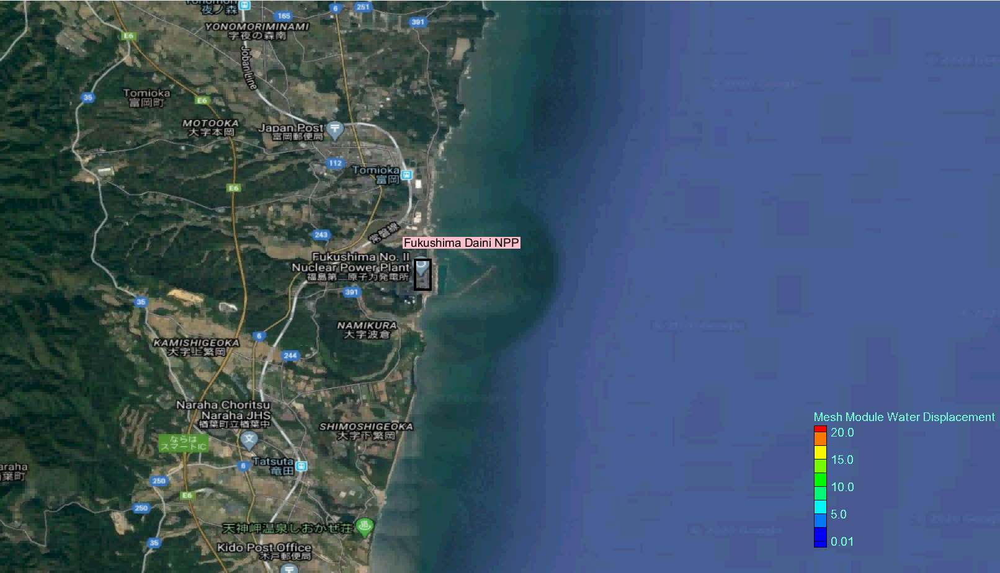 夜ノ森
165
6
251
391
YONOMORIMINAMI
字夜の森南
E6
Joban Line
35
Tomioka
富岡町
E6
MOTOOKA
大字本岡
Japan Post
富岡郵便局
112
Tomioka
富岡
E6
243
常磐線
Fukushima Daini NPP
Fukushima No. II
Nuclear Power Plant
福島第二原子力発電所
391
35
NAMIKURA
大字波倉
6
KAMISHIGEOKA
大字上繁岡
244
Naraha Choritsu
Naraha JHS
楢葉町立楢葉中
SHIMOSHIGEOKA
大字下繁岡
ならは
スマートIC
文
6
Tatsuta
竜田
250
E6
250
天神岬温泉しおかぜ荘
35
Kido Post Office
木戸郵便局
Mesh Module Water Displacement
20.0
15.0
10.0
5.0
0.01